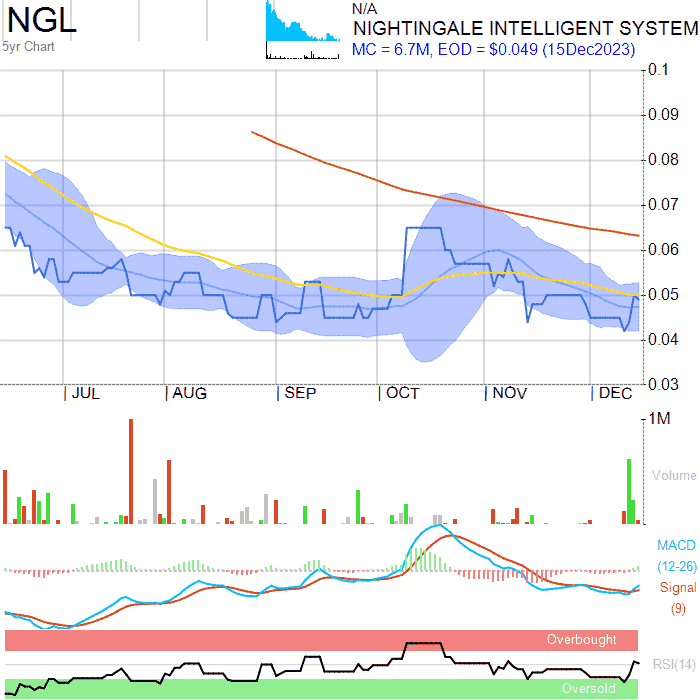 NGL
5yr Chart
N/A
NIGHTINGALE INTELLIGENT SYSTEM
MC = 6.7M, EOD = $0.049 (15Dec2023)
0.1
0.09
0.08
0.07
0.06
0.05
0.04
0.03
JUL AUG SEP OCT NOV DEC
1M
Volume
MACD
(12-26)
Signal
(9)
Overbought
RSI(14)
Oversold